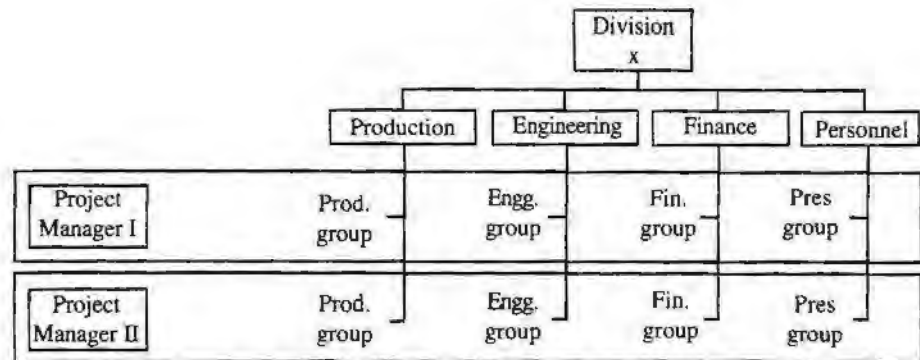 Division
x
Production
Engineering
Finance
Personnel
Project
Manager I
Prod.
group
Engg.
group
Fin.
group
Pres
group
Project
Manager II
Prod.
group
Engg.
group
Fin.
group
Pres
group